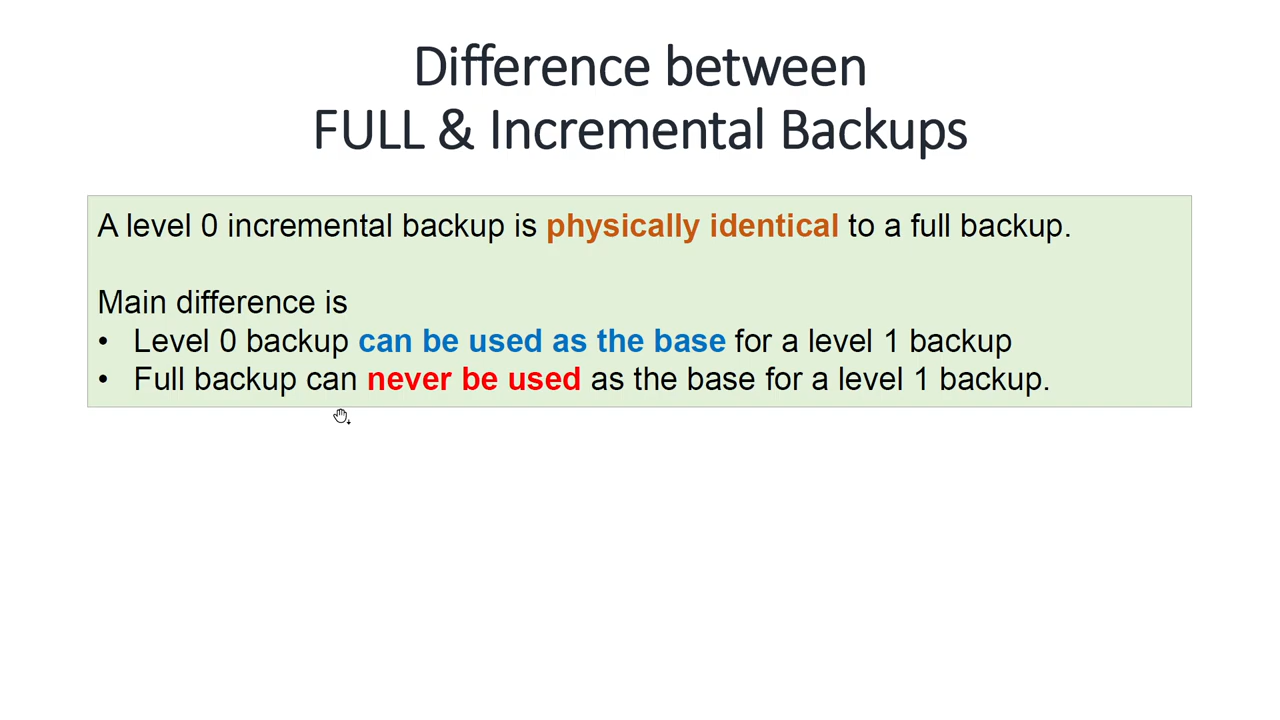 Difference between
FULL & Incremental Backups
A level 0 incremental backup is physically identical to a full backup.
Main difference is
• Level 0 backup can be used as the base for a level 1 backup
• Full backup can never be used as the base for a level 1 backup.